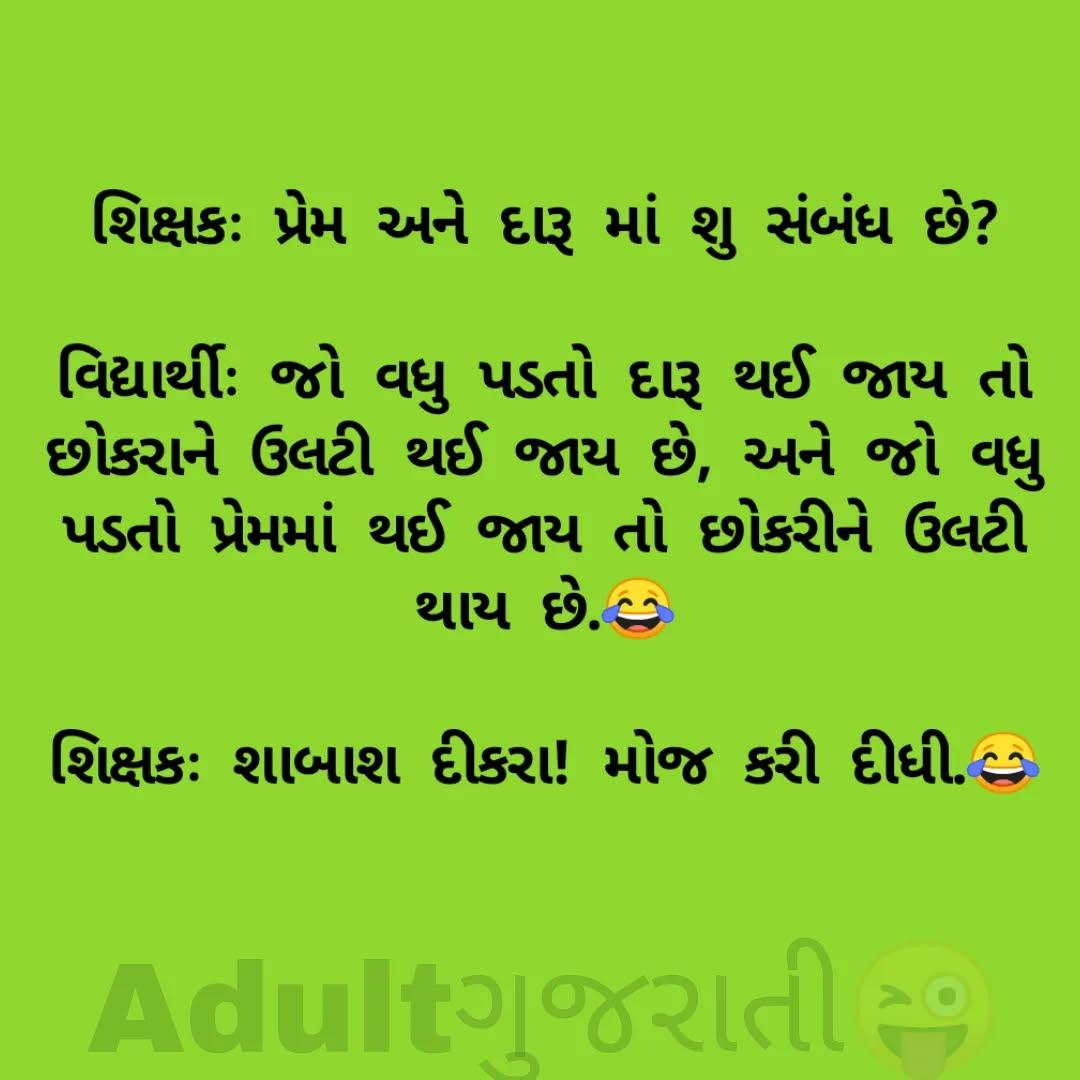 શિક્ષકઃ પ્રેમ અને દારૂ માં શુ સંબંધ છે?
વિદ્યાર્થીઃ જો વધુ પડતો દારૂ થઈ જાય તો
છોકરાને ઉલટી થઈ જાય છે, અને જો વધુ
પડતો પ્રેમમાં થઈ જાય તો છોકરીને ઉલટી
થાય છે.😂
શિક્ષકઃ શાબાશ દીકરા! મોજ કરી દીધી.😂
Adultગુજરાતી😜